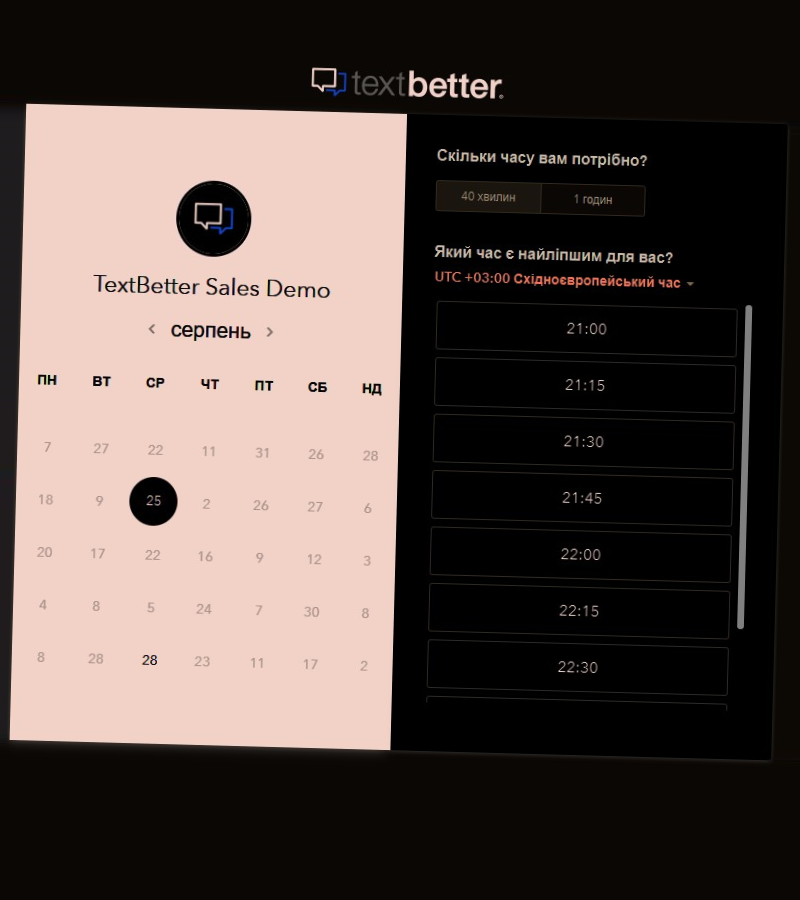 textbetter.
TextBetter Sales Demo
серпень
ПН ВТ СР ЧТ ПТ СБ НД
7 27 22 11 31 26 28
18 9 25 2 26 27 6
20 17 22 16 9 12 3
4 8 5 24 7 30 8
8 28 28 23 11 17 2
Скільки часу вам потрібно?
40 хвилин 1 годин
Який час є найліпшим для вас?
UTC +03:00 Східноєвропейський час
21:00
21:15
21:30
21:45
22:00
22:15
22:30